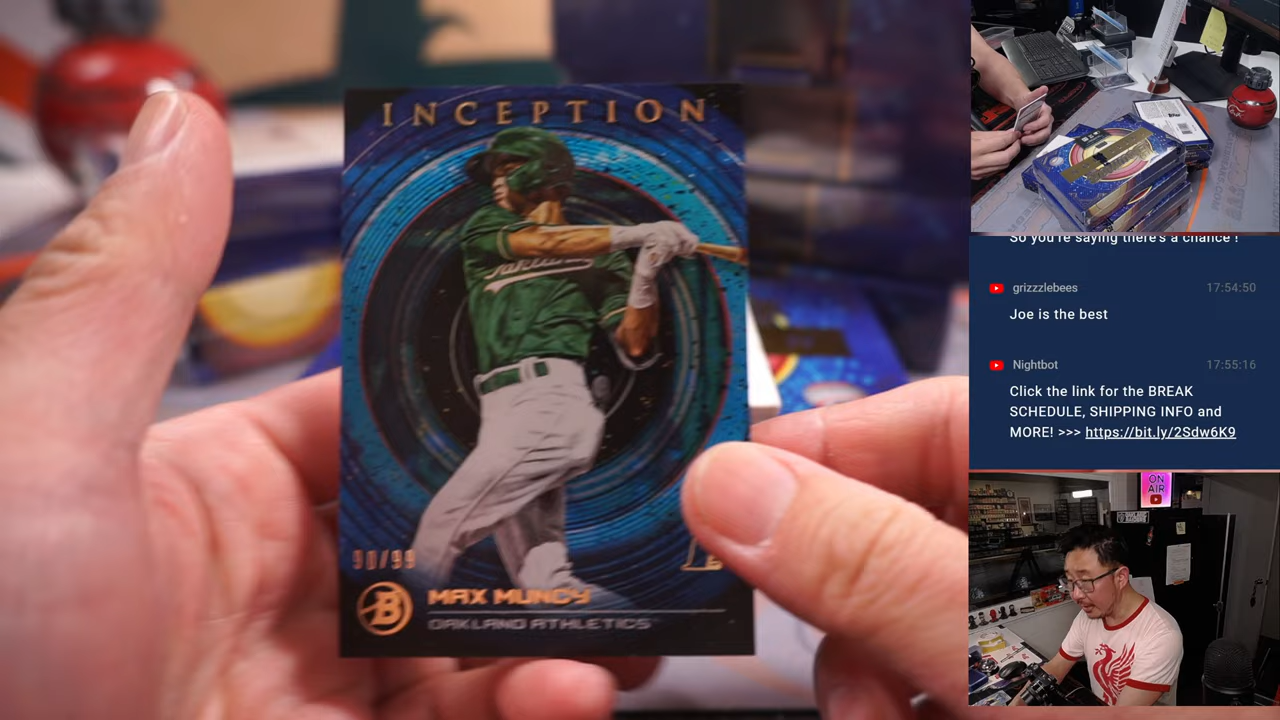 INCEPTION
Oakland
90/99
B
MAX MUNCY
OAKLAND ATHLETICS
So you're saying there's a chance !
grizzzlebees
17:54:50
Joe is the best
Nightbot
17:55:16
Click the link for the BREAK
SCHEDULE, SHIPPING INFO and
MORE! >>> https://bit.ly/2Sdw6K9
ON
AIR